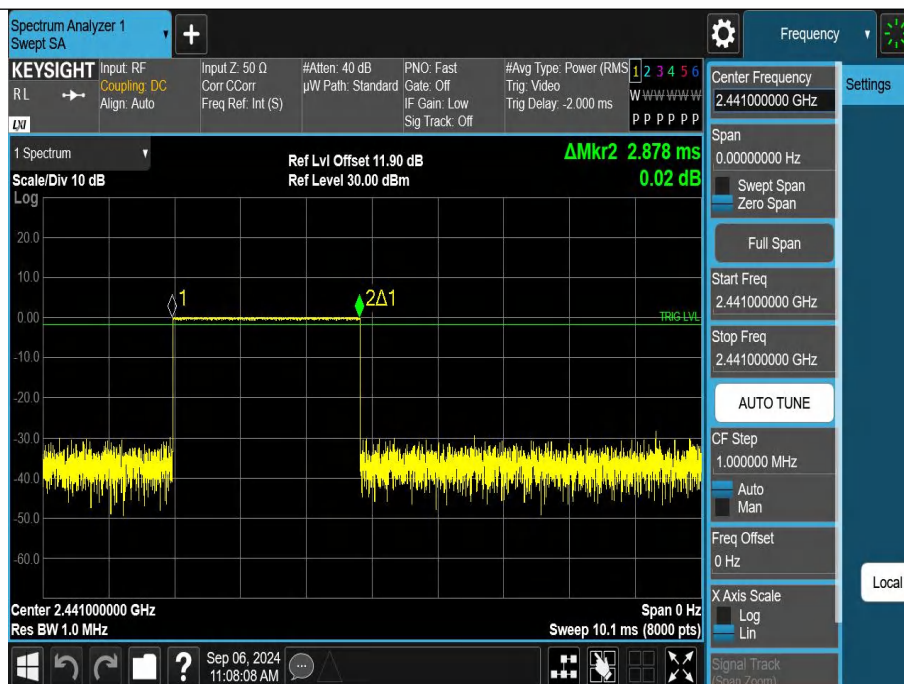 Spectrum Analyzer 1
Swept SA
Frequency
KEYSIGHT
RL
LXI
Input: RF
Coupling: DC
Align: Auto
Input Z: 50 Ω
Corr CCorr
Freq Ref: Int (S)
#Atten: 40 dB
µW Path: Standard
PNO: Fast
Gate: Off
IF Gain: Low
Sig Track: Off
#Avg Type: Power (RMS
Trig: Video
Trig Delay: -2.000 ms
1 2 3 4 5 6
W W W W W W
P P P P P P
1 Spectrum
Scale/Div 10 dB
Log
Ref Lvl Offset 11.90 dB
Ref Level 30.00 dBm
ΔMkr2 2.878 ms
0.02 dB
20.0
10.0
0.00
-10.0
-20.0
-30.0
-40.0
-50.0
-60.0
1
2Δ1
TRIG LVL
Center 2.441000000 GHz
Res BW 1.0 MHz
Span 0 Hz
Sweep 10.1 ms (8000 pts)
Sep 06, 2024
11:08:08 AM
Center Frequency
2.441000000 GHz
Span
0.00000000 Hz
Swept Span
Zero Span
Full Span
Start Freq
2.441000000 GHz
Stop Freq
2.441000000 GHz
AUTO TUNE
CF Step
1.000000 MHz
Auto
Man
Freq Offset
0 Hz
X Axis Scale
Log
Lin
Signal Track
(Span Zoom)
Settings
Local